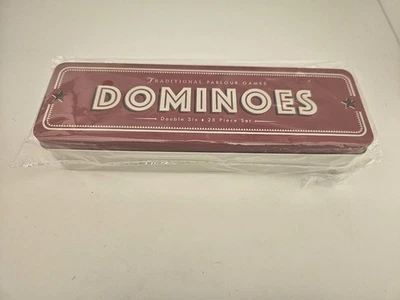 Traditional Parlour Games
DOMINOES
Double Six ♦ 28 Piece Set